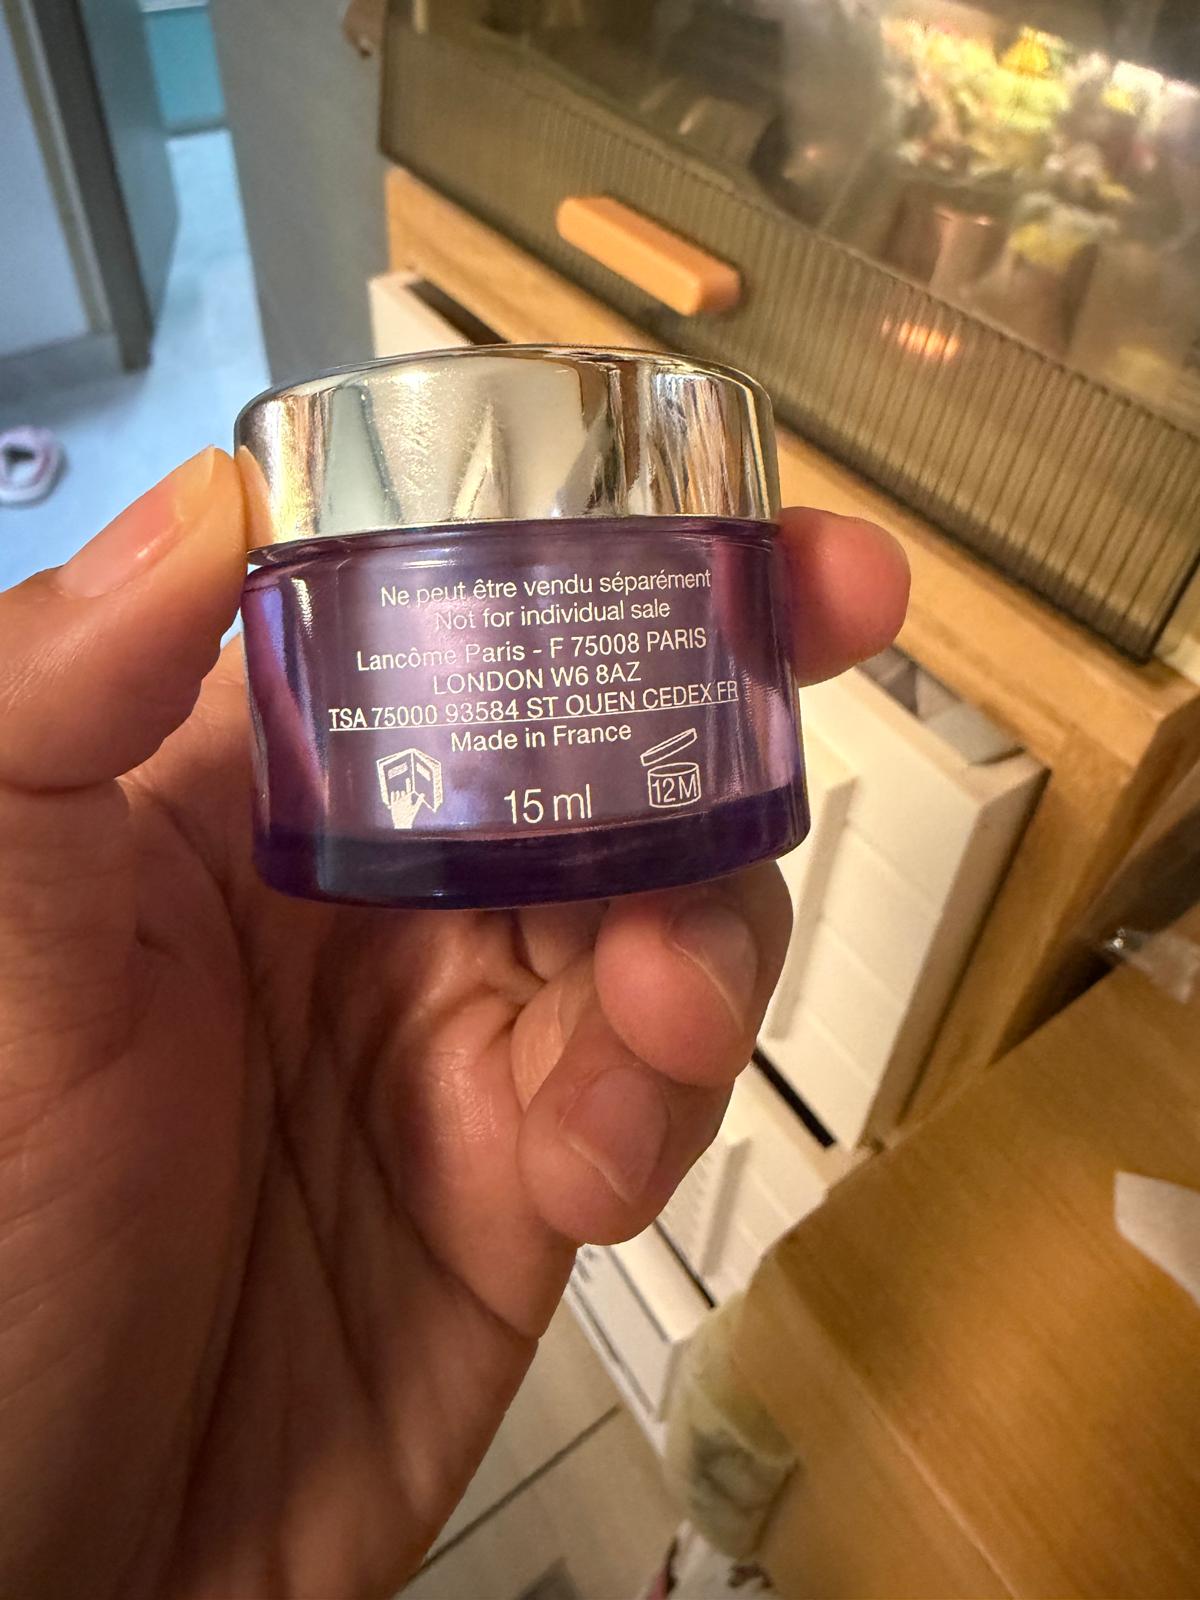 Ne peut être vendu séparément
Not for individual sale
Lancôme Paris - F 75008 PARIS
LONDON W6 8AZ
TSA 75000 93584 ST OUEN CEDEX FR
Made in France
15 ml
12 M